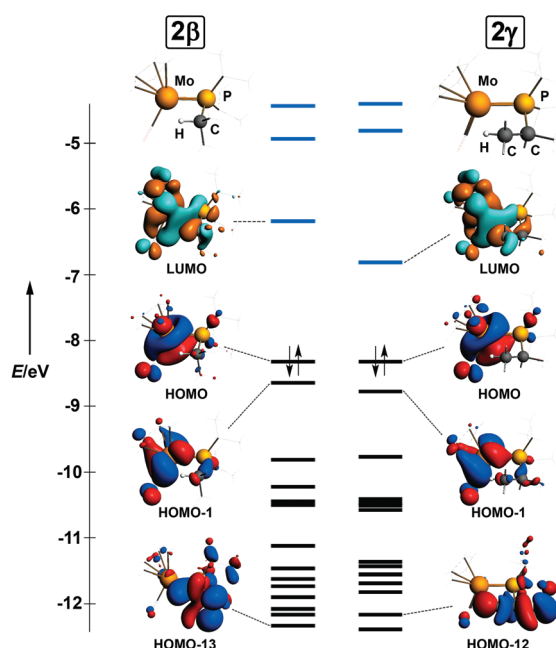 2β
2γ
Mo
P
H
C
Mo
P
H
C
C
-5
-6
-7
-8
-9
-10
-11
-12
E/eV
LUMO
LUMO
HOMO
HOMO
HOMO-1
HOMO-1
HOMO-13
HOMO-12